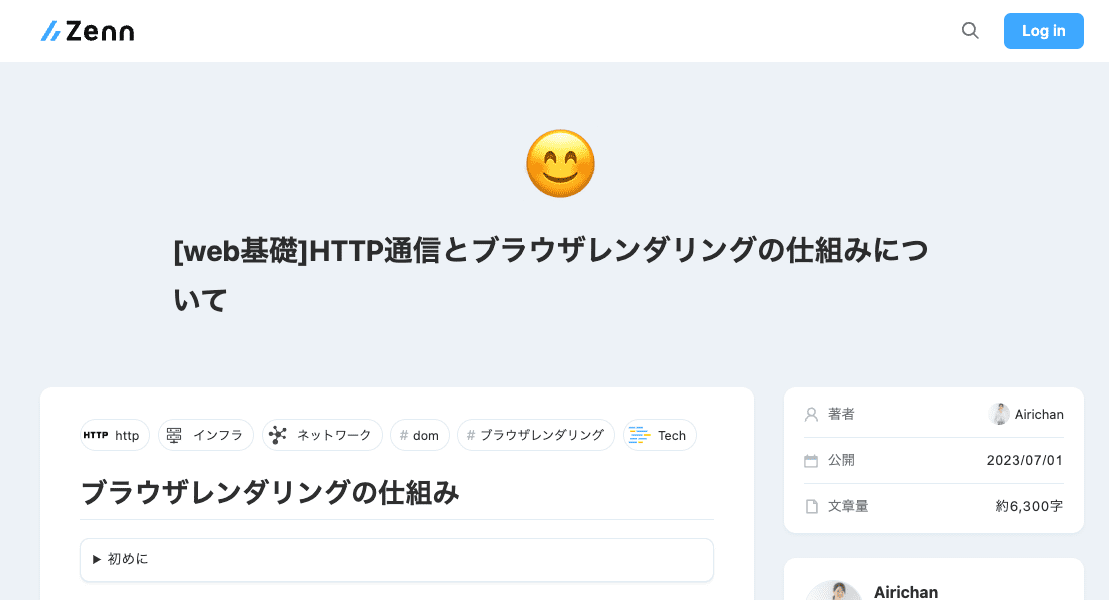 Zenn
Log in
[web基礎]HTTP通信とブラウザレンダリングの仕組みにつ
いて
HTTP http
インフラ
ネットワーク
# dom
# ブラウザレンダリング
Tech
ブラウザレンダリングの仕組み
▶ 初めに
著者 Airichan
公開 2023/07/01
文章量 約6,300字
Airichan